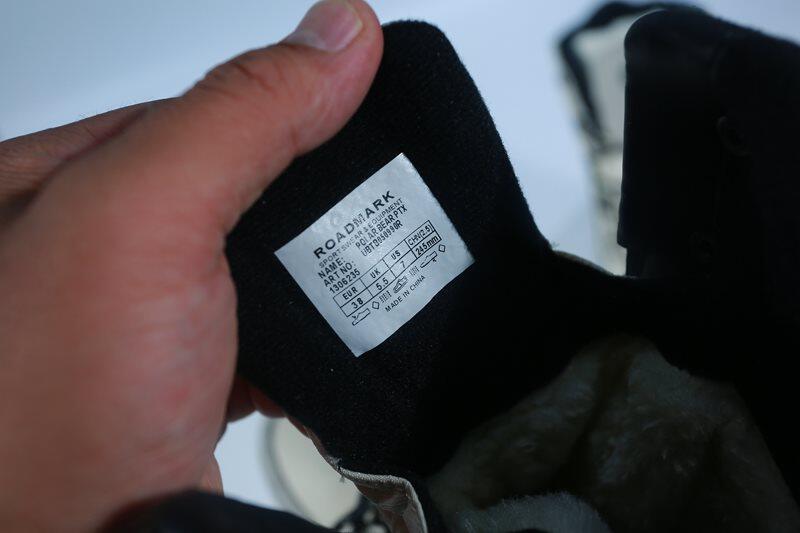 ROADMARK
SPORTSWEAR & EQUIPMENT
NAME: POLAR BEAR PTX
ART NO: UBT3058990R
1306235
EUR UK US CHN(2.5)
38 5.5 7 245mm
MADE IN CHINA